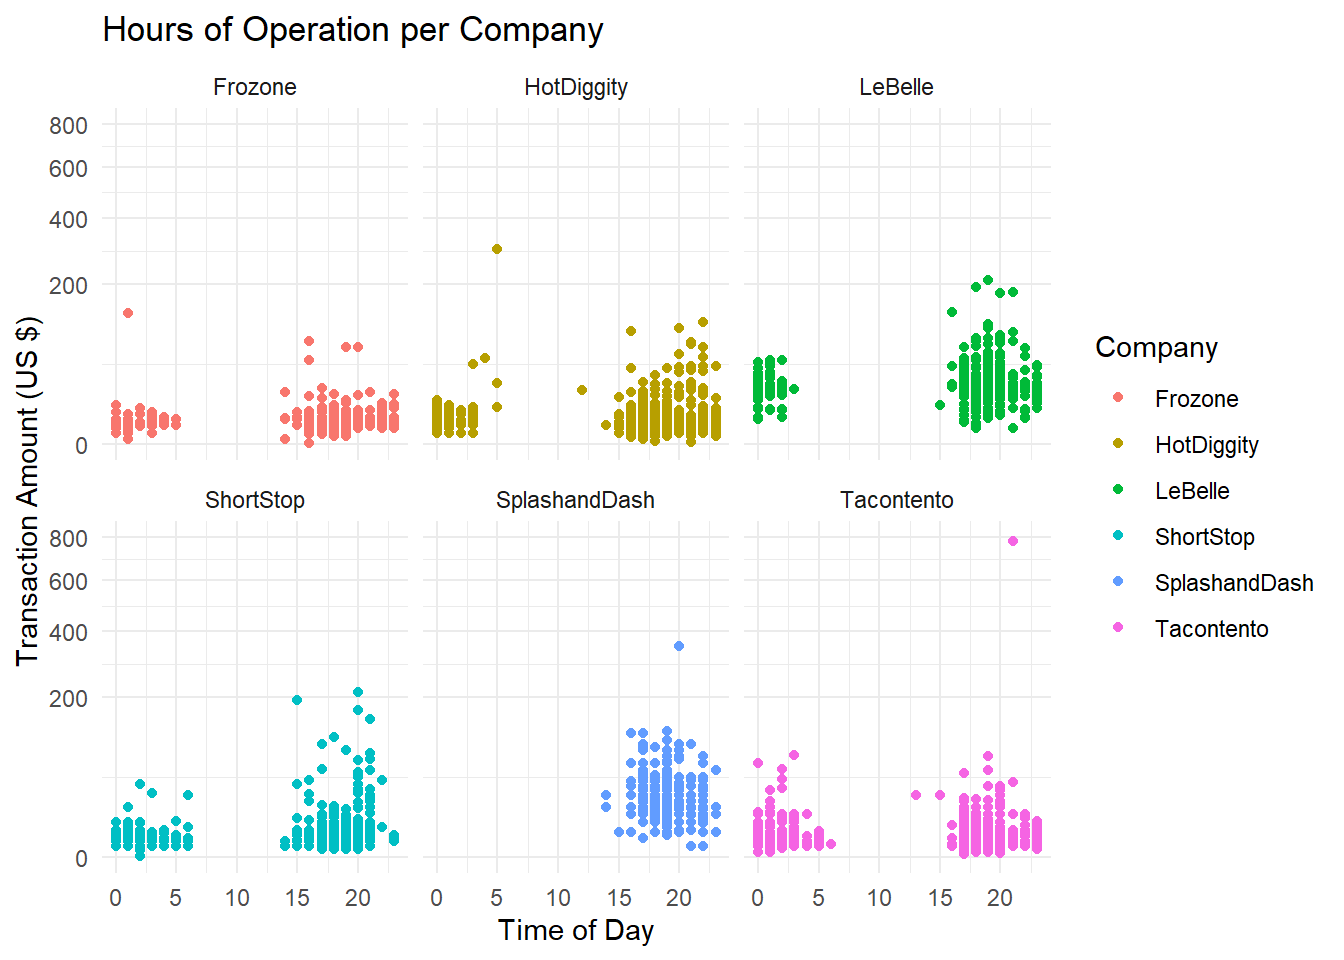 Hours of Operation per Company
Frozone
HotDiggity
LeBelle
800
600
400
200
0
ShortStop
SplashandDash
Tacontento
800
600
400
200
0
0 5 10 15 20
0 5 10 15 20
0 5 10 15 20
Time of Day
Transaction Amount (US $)
Company
Frozone
HotDiggity
LeBelle
ShortStop
SplashandDash
Tacontento